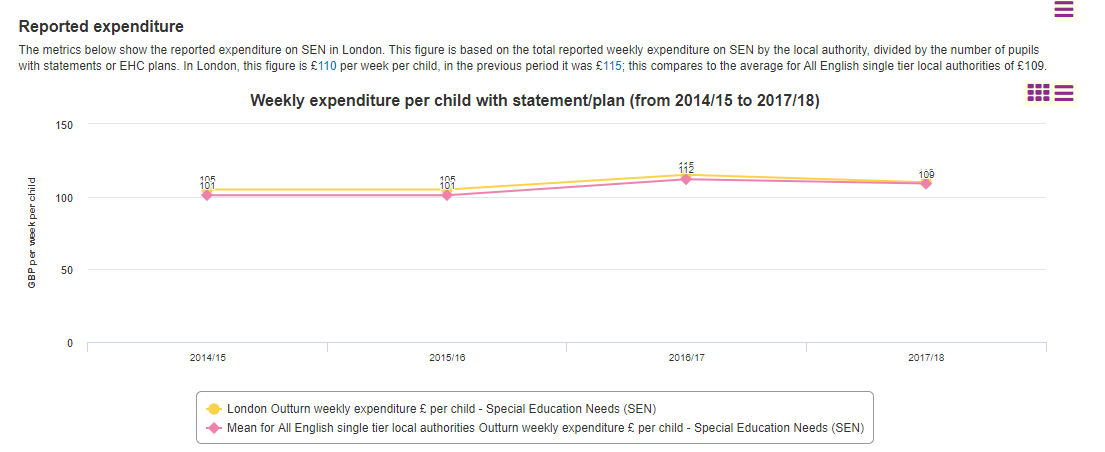 Reported expenditure
The metrics below show the reported expenditure on SEN in London. This figure is based on the total reported weekly expenditure on SEN by the local authority, divided by the number of pupils
with statements or EHC plans. In London, this figure is £110 per week per child, in the previous period it was £115; this compares to the average for All English single tier local authorities of £109.
Weekly expenditure per child with statement/plan (from 2014/15 to 2017/18)
GBP per week per child
150
100
50
0
105
101
105
101
115
112
109
2014/15
2015/16
2016/17
2017/18
London Outturn weekly expenditure £ per child - Special Education Needs (SEN)
Mean for All English single tier local authorities Outturn weekly expenditure £ per child - Special Education Needs (SEN)